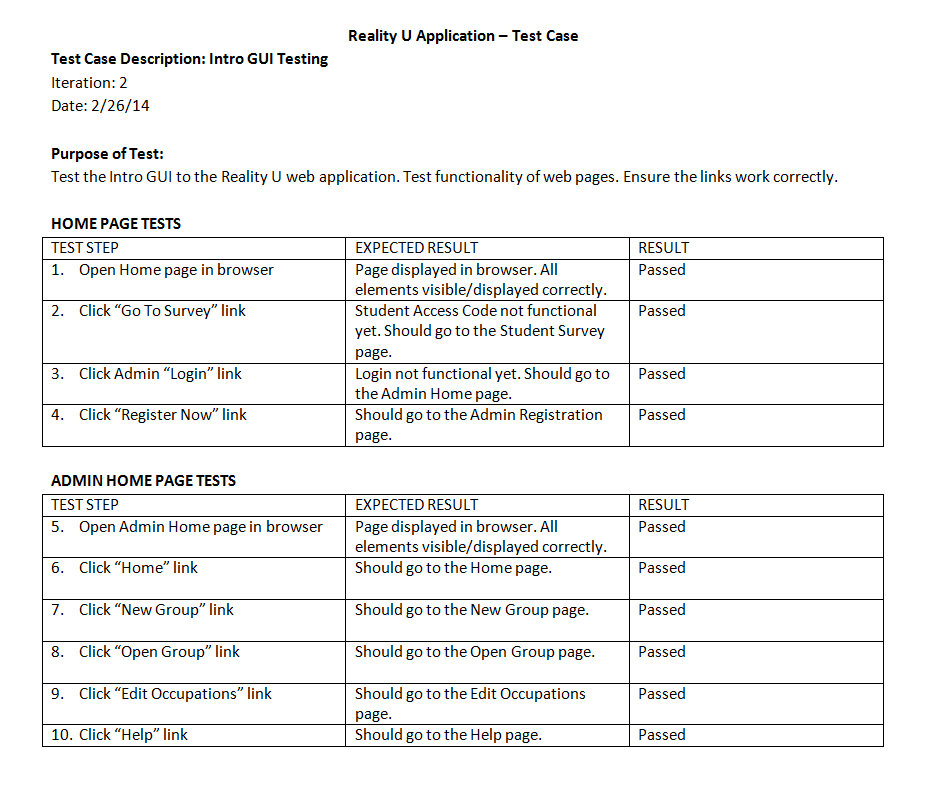 Reality U Application – Test Case
Test Case Description: Intro GUI Testing
Iteration: 2
Date: 2/26/14
Purpose of Test:
Test the Intro GUI to the Reality U web application. Test functionality of web pages. Ensure the links work correctly.
HOME PAGE TESTS
TEST STEP EXPECTED RESULT RESULT
1. Open Home page in browser Page displayed in browser. All Passed
elements visible/displayed correctly.
2. Click “Go To Survey” link Student Access Code not functional Passed
yet. Should go to the Student Survey
page.
3. Click Admin “Login” link Login not functional yet. Should go to Passed
the Admin Home page.
4. Click “Register Now” link Should go to the Admin Registration Passed
page.
ADMIN HOME PAGE TESTS
TEST STEP EXPECTED RESULT RESULT
5. Open Admin Home page in browser Page displayed in browser. All Passed
elements visible/displayed correctly.
6. Click “Home” link Should go to the Home page. Passed
7. Click “New Group” link Should go to the New Group page. Passed
8. Click “Open Group” link Should go to the Open Group page. Passed
9. Click “Edit Occupations” link Should go to the Edit Occupations Passed
page.
10. Click “Help” link Should go to the Help page. Passed